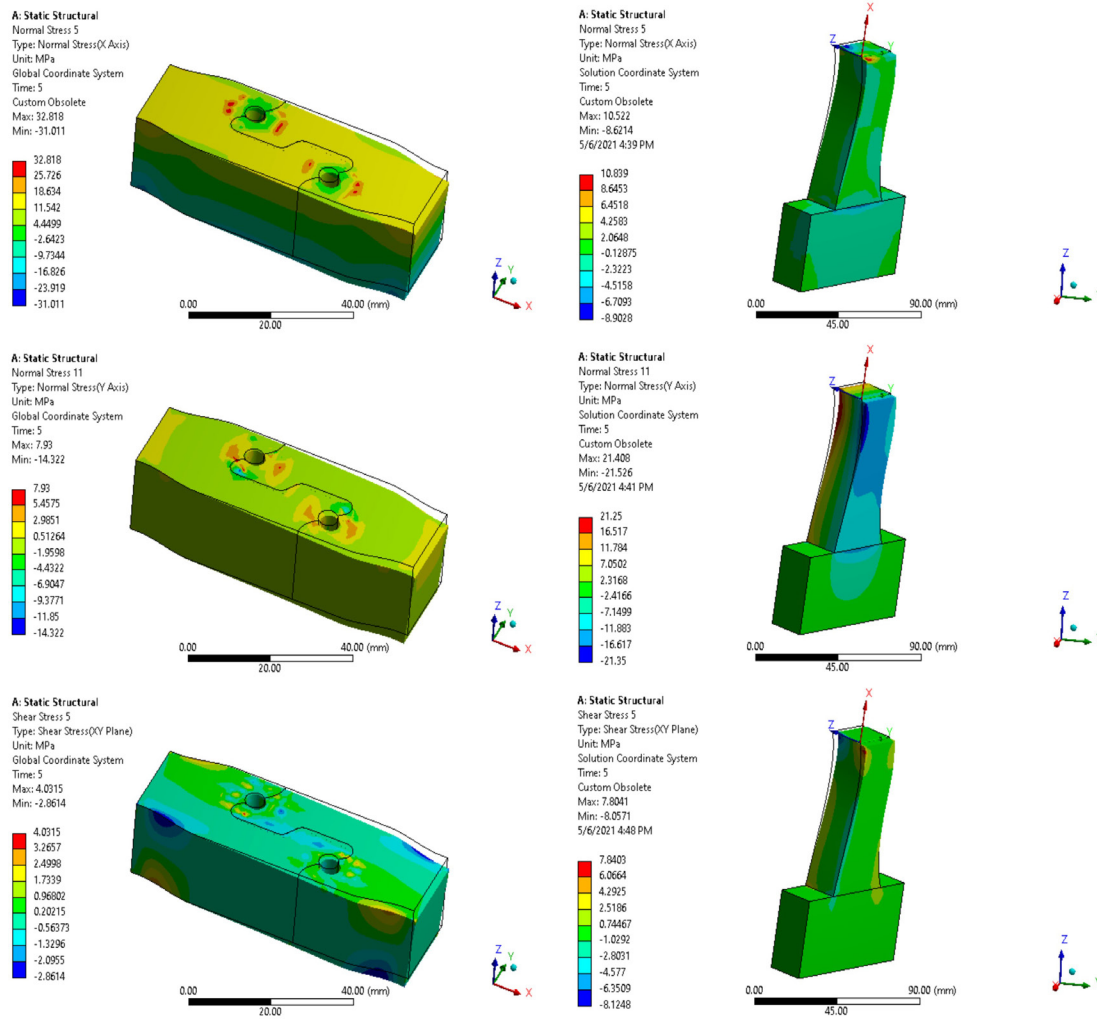 A: Static Structural
Normal Stress 5
Type: Normal Stress(X Axis)
Unit: MPa
Global Coordinate System
Time: 5
Custom Obsolete
Max: 32.818
Min: -31.011
32.818
25.726
18.634
11.542
4.4499
-2.6423
-9.7344
-16.826
-23.919
-31.011
0.00
40.00 (mm)
20.00
Z
Y
X
A: Static Structural
Normal Stress 5
Type: Normal Stress(X Axis)
Unit: MPa
Solution Coordinate System
Time: 5
Custom Obsolete
Max: 10.522
Min: -8.6214
5/6/2021 4:39 PM
10.839
8.6453
6.4518
4.2583
2.0648
-0.12875
-2.3223
-4.5158
-6.7093
-8.9028
X
Z
Y
0.00
90.00 (mm)
45.00
Z
Y
A: Static Structural
Normal Stress 11
Type: Normal Stress(Y Axis)
Unit: MPa
Global Coordinate System
Time: 5
Custom Obsolete
Max: 7.93
Min: -14.322
7.93
5.4575
2.9851
0.51264
-1.9598
-4.4322
-6.9047
-9.3771
-11.85
-14.322
0.00
40.00 (mm)
20.00
Z
Y
X
A: Static Structural
Normal Stress 11
Type: Normal Stress(Y Axis)
Unit: MPa
Solution Coordinate System
Time: 5
Custom Obsolete
Max: 21.408
Min: -21.526
5/6/2021 4:41 PM
21.25
16.517
11.784
7.0502
2.3168
-2.4166
-7.1499
-11.883
-16.617
-21.35
X
Z
Y
0.00
90.00 (mm)
45.00
Z
Y
A: Static Structural
Shear Stress 5
Type: Shear Stress(XY Plane)
Unit: MPa
Global Coordinate System
Time: 5
Max: 4.0315
Min: -2.8614
4.0315
3.2657
2.4998
1.7339
0.96802
0.20215
-0.56373
-1.3296
-2.0955
-2.8614
0.00
40.00 (mm)
20.00
Z
Y
X
A: Static Structural
Shear Stress 5
Type: Shear Stress(XY Plane)
Unit: MPa
Solution Coordinate System
Time: 5
Custom Obsolete
Max: 7.8041
Min: -8.0571
5/6/2021 4:48 PM
7.8403
6.0664
4.2925
2.5186
0.74467
-1.0292
-2.8031
-4.577
-6.3509
-8.1248
X
Z
Y
0.00
90.00 (mm)
45.00
Z
Y